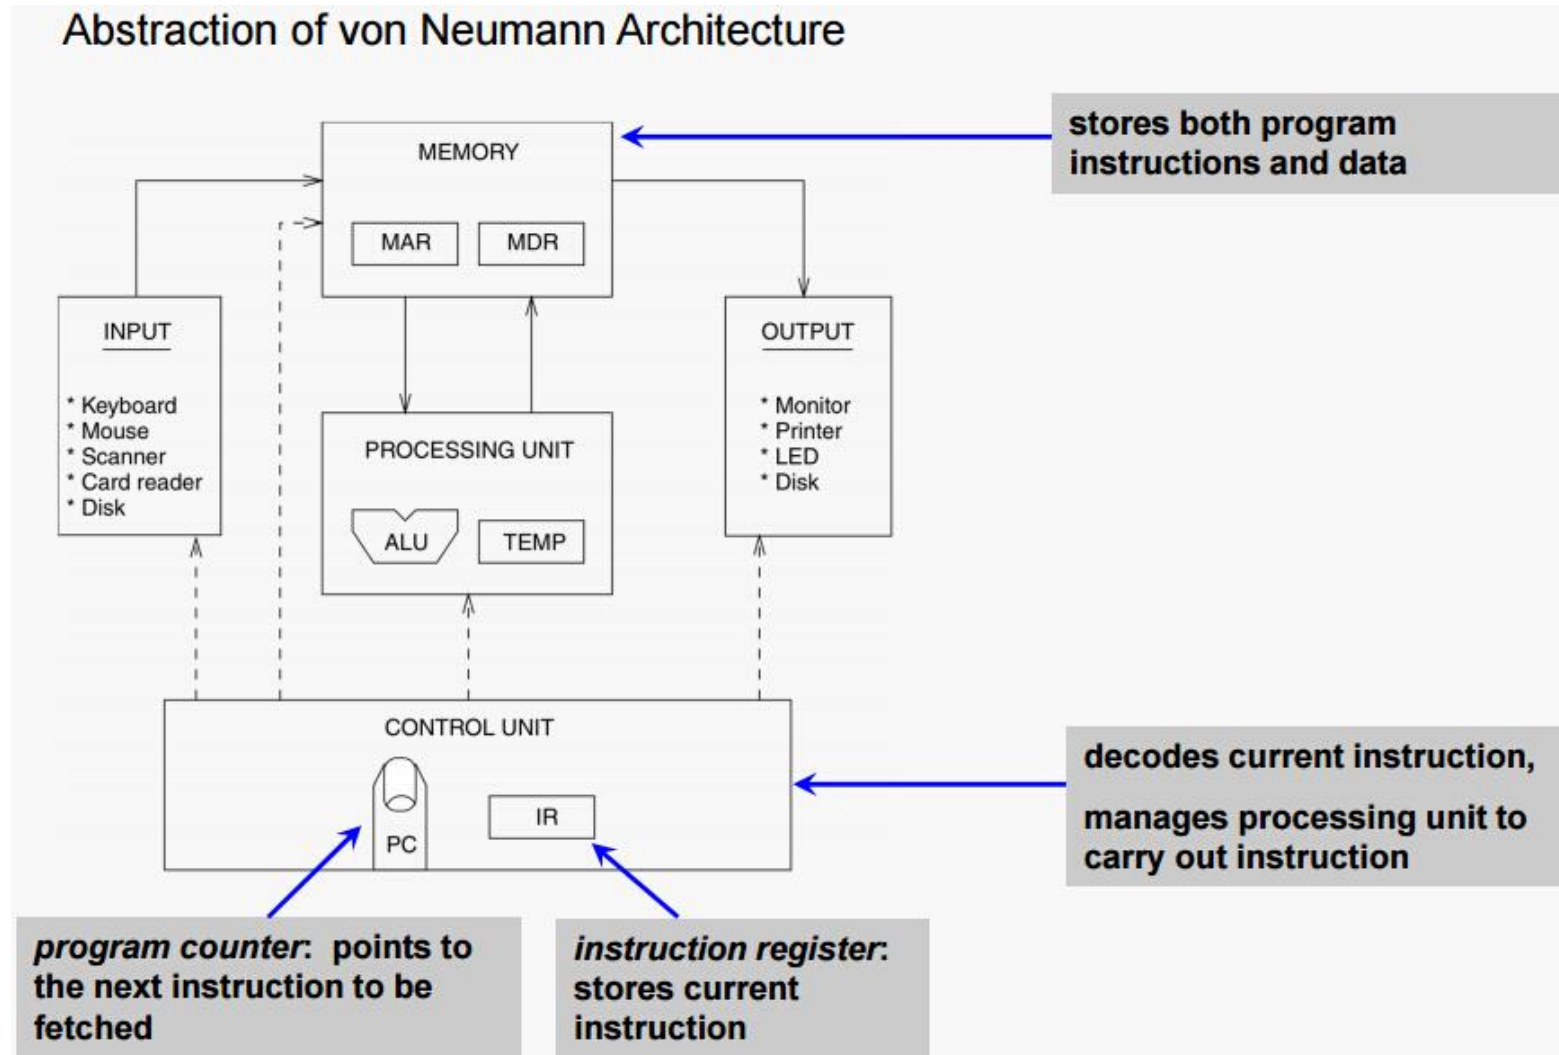 Abstraction of von Neumann Architecture
stores both program
instructions and data
MEMORY
MAR
MDR
INPUT
* Keyboard
* Mouse
* Scanner
* Card reader
* Disk
OUTPUT
* Monitor
* Printer
* LED
* Disk
PROCESSING UNIT
ALU
TEMP
CONTROL UNIT
PC
IR
decodes current instruction,
manages processing unit to
carry out instruction
program counter: points to
the next instruction to be
fetched
instruction register:
stores current
instruction